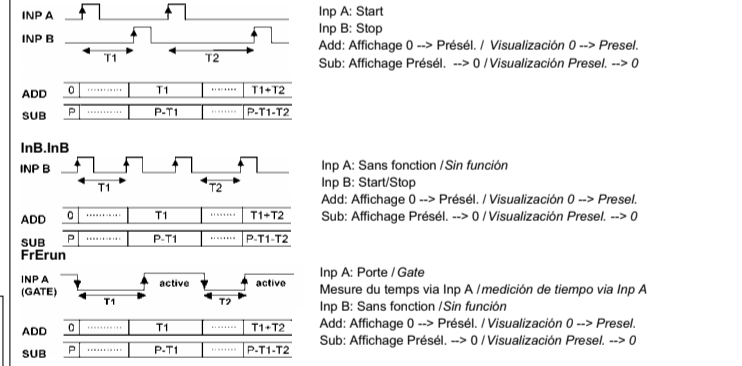 INP A
Inp A: Start
INP B
Inp B: Stop
Add: Affichage 0 --> Présél. / Visualización 0 --> Presel.
T1 T2
Sub: Affichage Présél. --> 0 / Visualización Presel. --> 0
ADD 0 ........... T1 ........ T1+T2
SUB P ........... P-T1 ........ P-T1-T2
InB.InB
INP B
Inp A: Sans fonction /Sin función
T1 T2
Inp B: Start/Stop
Add: Affichage 0 --> Présél. / Visualización 0 --> Presel.
ADD 0 ........... T1 ........ T1+T2
Sub: Affichage Présél. --> 0 / Visualización Presel. --> 0
SUB P ........... P-T1 ........ P-T1-T2
FrErun
INP A
(GATE)
active active
T1 T2
Inp A: Porte / Gate
Mesure du temps via Inp A /medición de tiempo via Inp A
Inp B: Sans fonction /Sin función
Add: Affichage 0 --> Présél. / Visualización 0 --> Presel.
ADD 0 ........... T1 ........ T1+T2
Sub: Affichage Présél. --> 0 / Visualización Presel. --> 0
SUB P ........... P-T1 ........ P-T1-T2